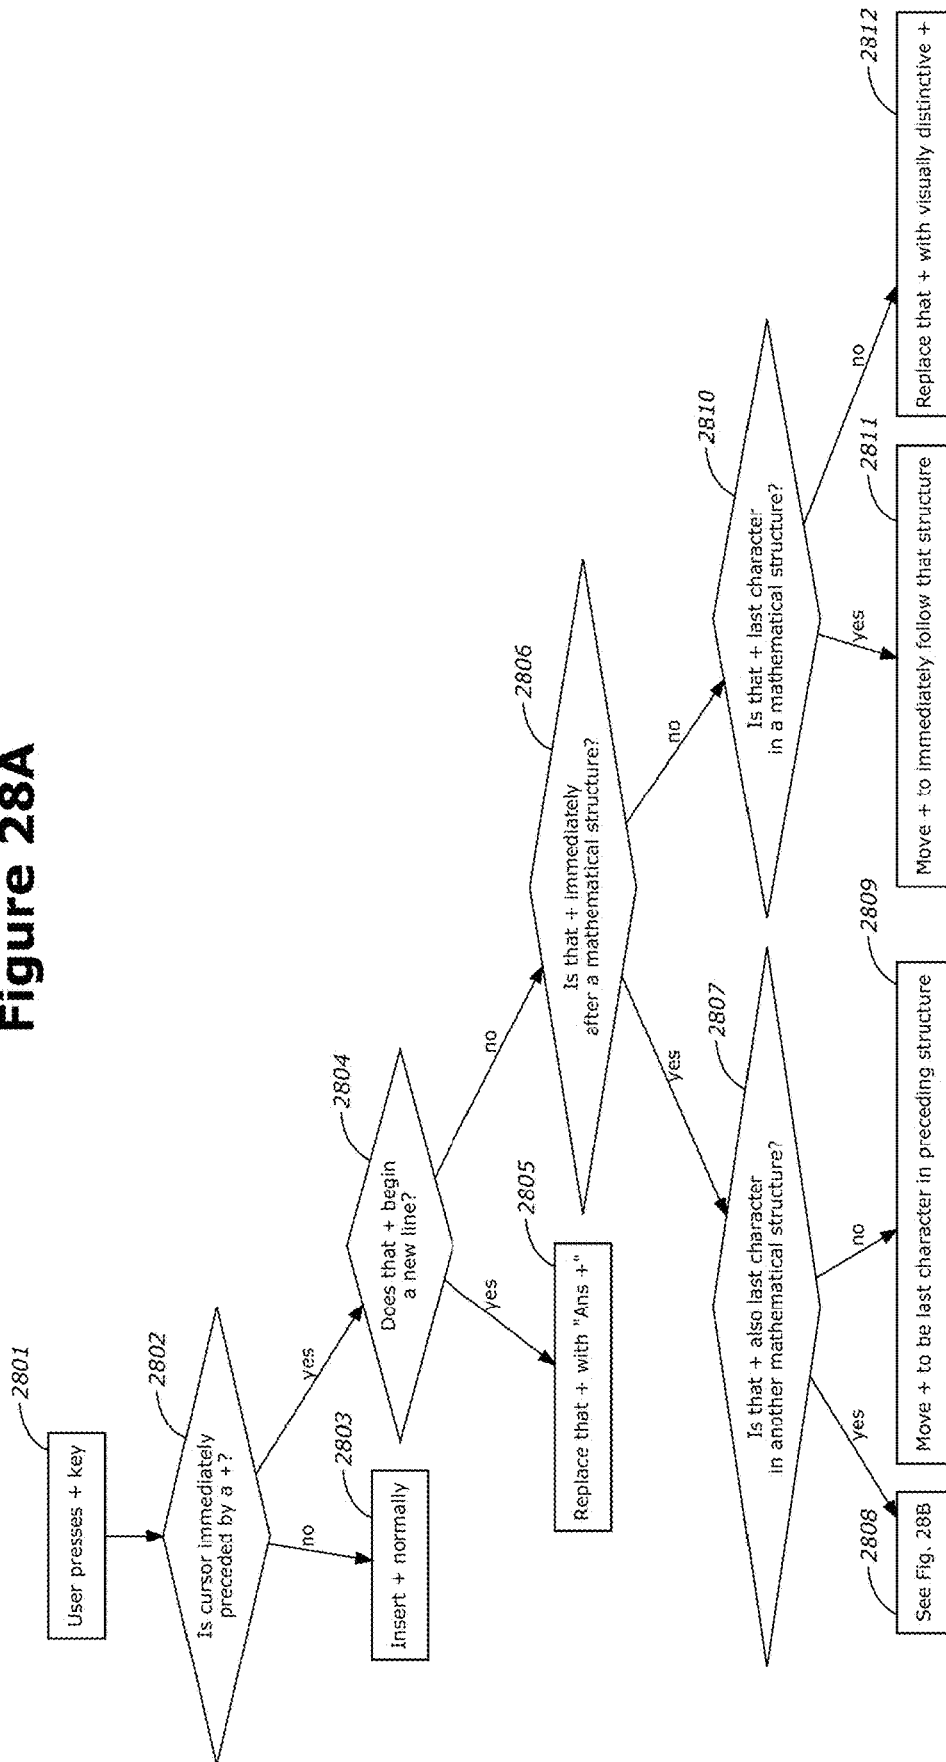 Figure 28A
2801
User presses + key
2802
Is cursor immediately
preceded by a +?
no
yes
2803
Insert + normally
2804
Does that + begin
a new line?
yes
no
2805
Replace that + with "Ans +"
2806
Is that + immediately
after a mathematical structure?
yes
no
2807
Is that + also last character
in another mathematical structure?
yes
no
2810
Is that + last character
in a mathematical structure?
yes
no
2808
See Fig. 28B
2809
Move + to be last character in preceding structure
2811
Move + to immediately follow that structure
2812
Replace that + with visually distinctive +